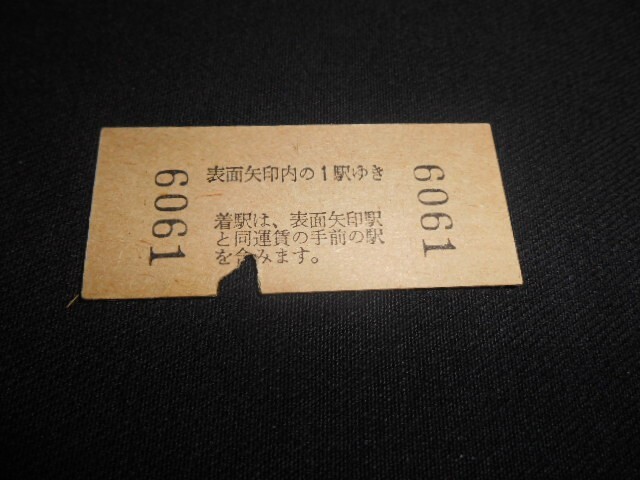 表面矢印内の1駅ゆき
着駅は、表面矢印駅
と同運賃の手前の駅
を含みます。
6061
6061